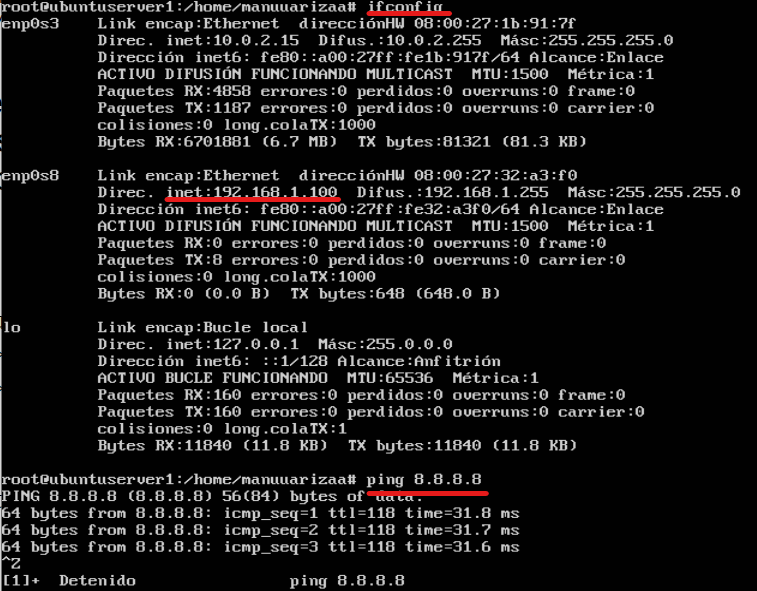 root@ubuntuserver1:/home/manuuarizaa# ifconfig
enp0s3 Link encap:Ethernet direcciónHW 08:00:27:1b:91:7f
Direc. inet:10.0.2.15 Difus.:10.0.2.255 Másc:255.255.255.0
Dirección inet6: fe80::a00:27ff:fe1b:917f/64 Alcance:Enlace
ACTIVO DIFUSIÓN FUNCIONANDO MULTICAST MTU:1500 Métrica:1
Paquetes RX:4858 errores:0 perdidos:0 overruns:0 frame:0
Paquetes TX:1187 errores:0 perdidos:0 overruns:0 carrier:0
colisiones:0 long.colaTX:1000
Bytes RX:6701881 (6.7 MB) TX bytes:81321 (81.3 KB)
enp0s8 Link encap:Ethernet direcciónHW 08:00:27:32:a3:f0
Direc. inet:192.168.1.100 Difus.:192.168.1.255 Másc:255.255.255.0
Dirección inet6: fe80::a00:27ff:fe32:a3f0/64 Alcance:Enlace
ACTIVO DIFUSIÓN FUNCIONANDO MULTICAST MTU:1500 Métrica:1
Paquetes RX:0 errores:0 perdidos:0 overruns:0 frame:0
Paquetes TX:8 errores:0 perdidos:0 overruns:0 carrier:0
colisiones:0 long.colaTX:1000
Bytes RX:0 (0.0 B) TX bytes:648 (648.0 B)
lo Link encap:Bucle local
Direc. inet:127.0.0.1 Másc:255.0.0.0
Dirección inet6: ::1/128 Alcance:Anfitrión
ACTIVO BUCLE FUNCIONANDO MTU:65536 Métrica:1
Paquetes RX:160 errores:0 perdidos:0 overruns:0 frame:0
Paquetes TX:160 errores:0 perdidos:0 overruns:0 carrier:0
colisiones:0 long.colaTX:1
Bytes RX:11840 (11.8 KB) TX bytes:11840 (11.8 KB)
root@ubuntuserver1:/home/manuuarizaa# ping 8.8.8.8
PING 8.8.8.8 (8.8.8.8) 56(84) bytes of data.
64 bytes from 8.8.8.8: icmp_seq=1 ttl=118 time=31.8 ms
64 bytes from 8.8.8.8: icmp_seq=2 ttl=118 time=31.7 ms
64 bytes from 8.8.8.8: icmp_seq=3 ttl=118 time=31.6 ms
^Z
[1]+ Detenido ping 8.8.8.8